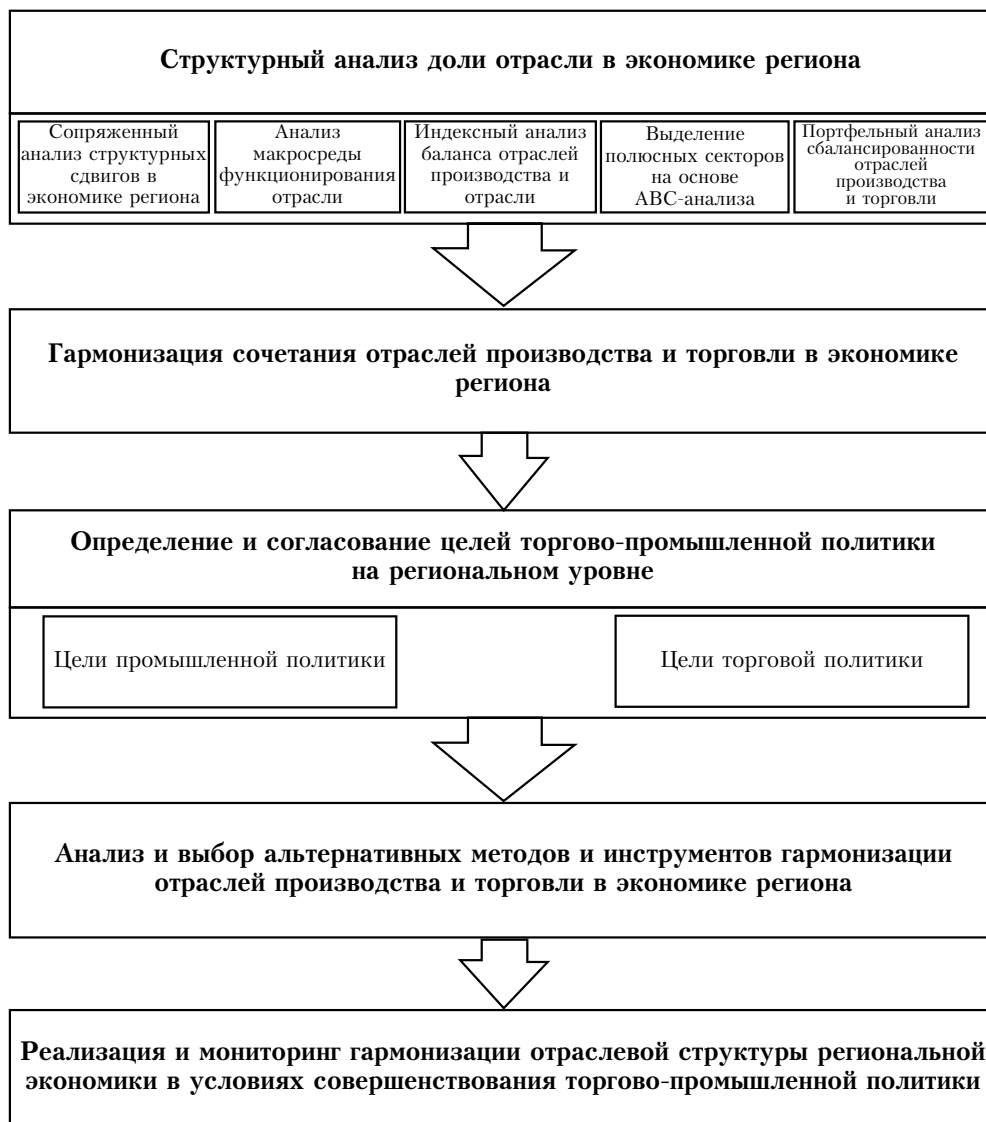 Структурный анализ доли отрасли в экономике региона
Сопряженный
анализ структурных
сдвигов в
экономике региона
Анализ
макросреды
функционирования
отрасли
Индексный анализ
баланса отраслей
производства и
отрасли
Выделение
полюсных секторов
на основе
АВС-анализа
Портфельный анализ
сбалансированности
отраслей
производства
и торговли
Гармонизация сочетания отраслей производства и торговли в экономике
региона
Определение и согласование целей торгово-промышленной политики
на региональном уровне
Цели промышленной политики
Цели торговой политики
Анализ и выбор альтернативных методов и инструментов гармонизации
отраслей производства и торговли в экономике региона
Реализация и мониторинг гармонизации отраслевой структуры региональной
экономики в условиях совершенствования торгово-промышленной политики